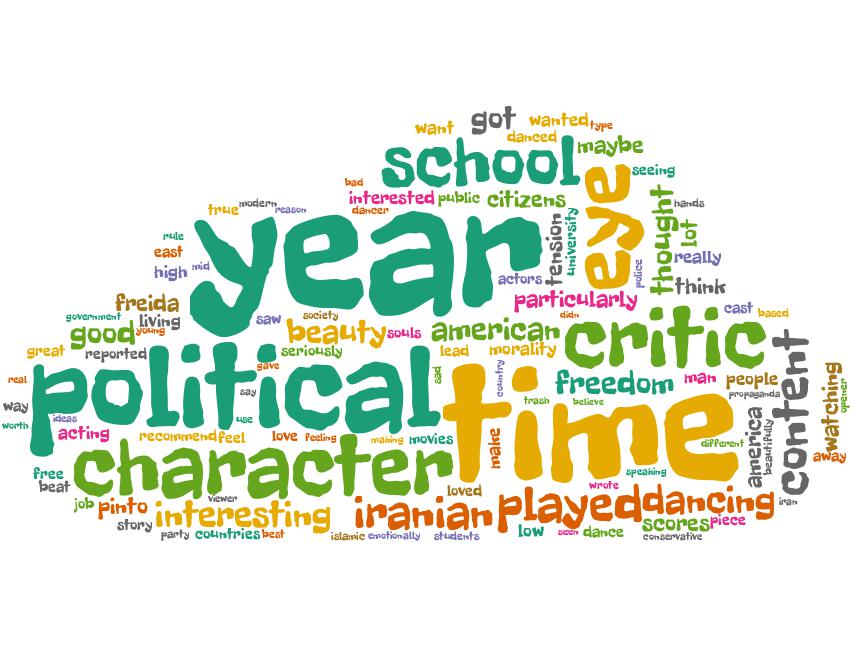 want
got
wanted
type
danced
school
maybe
bad
interested
public
citizens
eye
seeing
true
modern
reason
dancer
year
tension
university
thought
hands
lot
rule
east
high
mid
actors
police
really
think
freida
particularly
government
living
saw
society
didn
cast
based
good
young
beauty
souls
american
critic
content
great
reported
seriously
lead
morality
real
political
gave
say
sad
time
country
freedom
man
people
propaganda
watching
opener
way
ideas
use
trash
believe
worth
acting
recommend
feel
love
feeling
making
movies
make
different
america
beautifully
away
free
beat
character
speaking
loved
wrote
job
pinto
viewer
interesting
iranian
played
dancing
iran
story
party
countries
best
islamic
emotionally
students
low
seen
dance
scores
piece
conservative